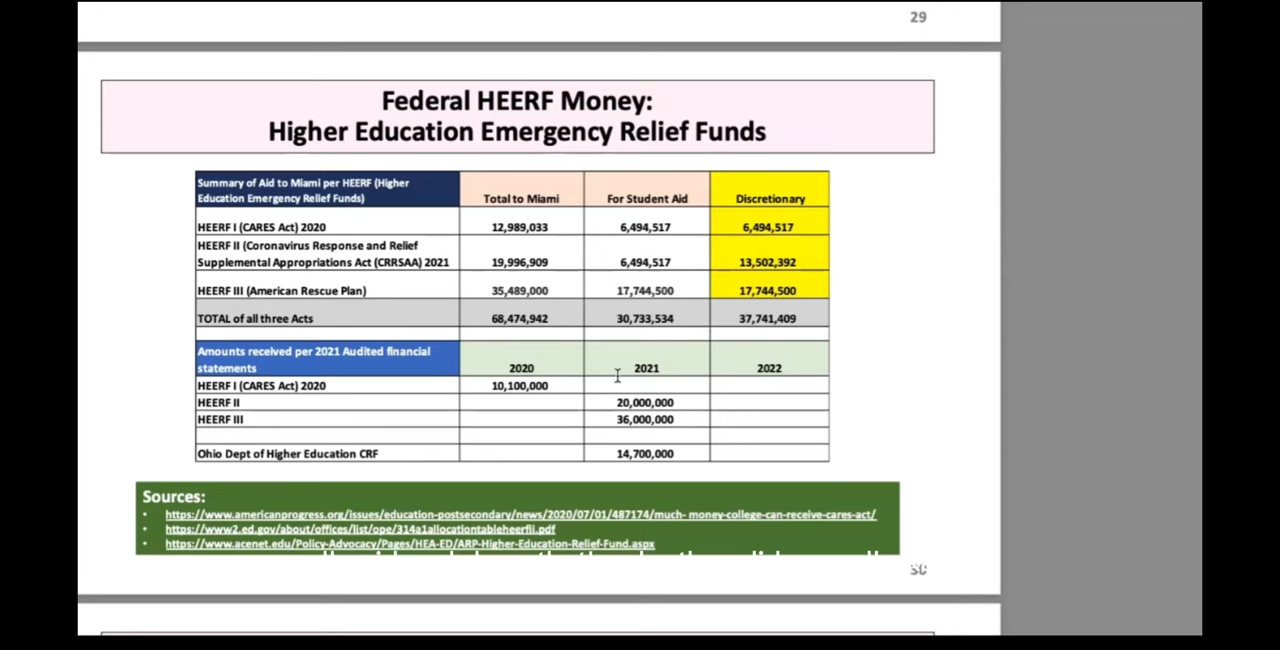 29
Federal HEERF Money:
Higher Education Emergency Relief Funds
Summary of Aid to Miami per HEERF (Higher
Education Emergency Relief Funds) Total to Miami For Student Aid Discretionary
HEERF I (CARES Act) 2020 12,989,033 6,494,517 6,494,517
HEERF II (Coronavirus Response and Relief
Supplemental Appropriations Act (CRRSAA) 2021 19,996,909 6,494,517 13,502,392
HEERF III (American Rescue Plan) 35,489,000 17,744,500 17,744,500
TOTAL of all three Acts 68,474,942 30,733,534 37,741,409
Amounts received per 2021 Audited financial
statements 2020 2021 2022
HEERF I (CARES Act) 2020 10,100,000
HEERF II 20,000,000
HEERF III 36,000,000
Ohio Dept of Higher Education CRF 14,700,000
Sources:
• https://www.americanprogress.org/issues/education-postsecondary/news/2020/07/01/487174/much- money-college-can-receive-cares-act/
• https://www2.ed.gov/about/offices/list/ope/314a1allocationtableheerfii.pdf
• https://www.acenet.edu/Policy-Advocacy/Pages/HEA-ED/ARP-Higher-Education-Relief-Fund.aspx
30